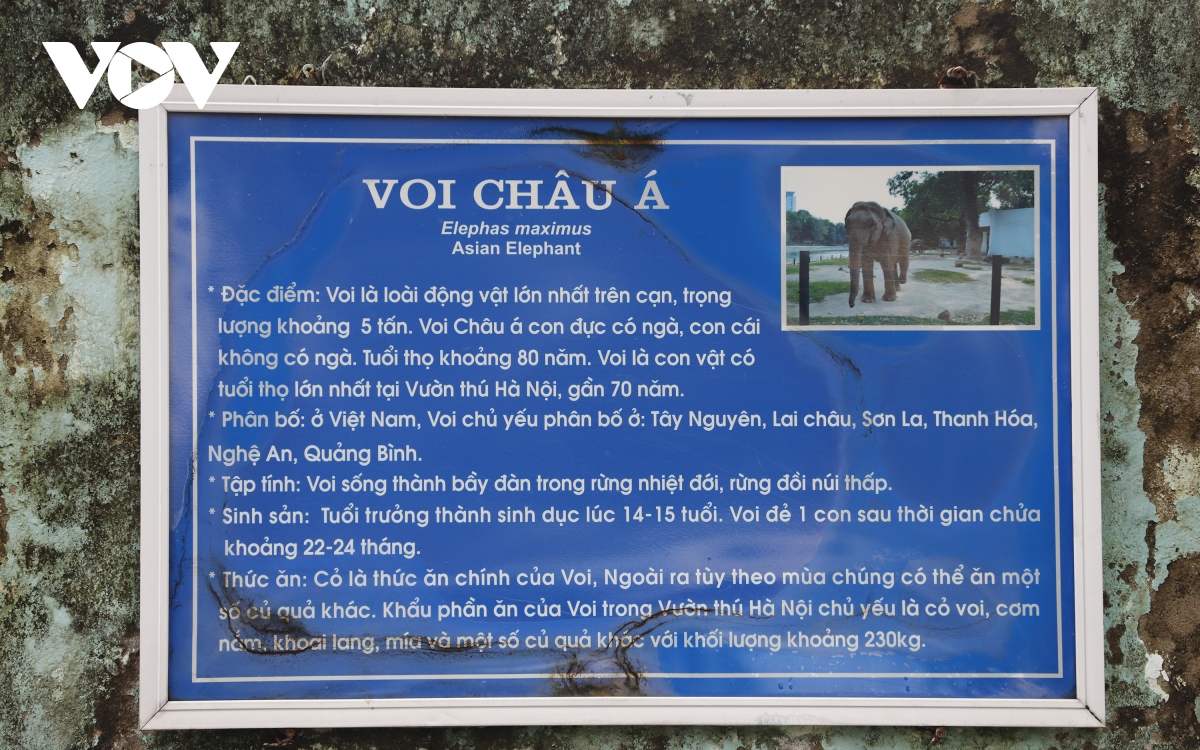 VOV
VOI CHÂU Á
Elephas maximus
Asian Elephant
* Đặc điểm: Voi là loài động vật lớn nhất trên cạn, trọng
lượng khoảng 5 tấn. Voi Châu á con đực có ngà, con cái
không có ngà. Tuổi thọ khoảng 80 năm. Voi là con vật có
tuổi thọ lớn nhất tại Vườn thú Hà Nội, gần 70 năm.
* Phân bố: ở Việt Nam, Voi chủ yếu phân bố ở: Tây Nguyên, Lai châu, Sơn La, Thanh Hóa,
Nghệ An, Quảng Bình.
* Tập tính: Voi sống thành bầy đàn trong rừng nhiệt đới, rừng đồi núi thấp.
* Sinh sản: Tuổi trưởng thành sinh dục lúc 14-15 tuổi. Voi đẻ 1 con sau thời gian chửa
khoảng 22-24 tháng.
* Thức ăn: Cỏ là thức ăn chính của Voi, Ngoài ra tùy theo mùa chúng có thể ăn một
số củ quả khác. Khẩu phần ăn của Voi trong Vườn thú Hà Nội chủ yếu là cỏ voi, cơm
nắm, khoai lang, mía và một số củ quả khác với khối lượng khoảng 230kg.